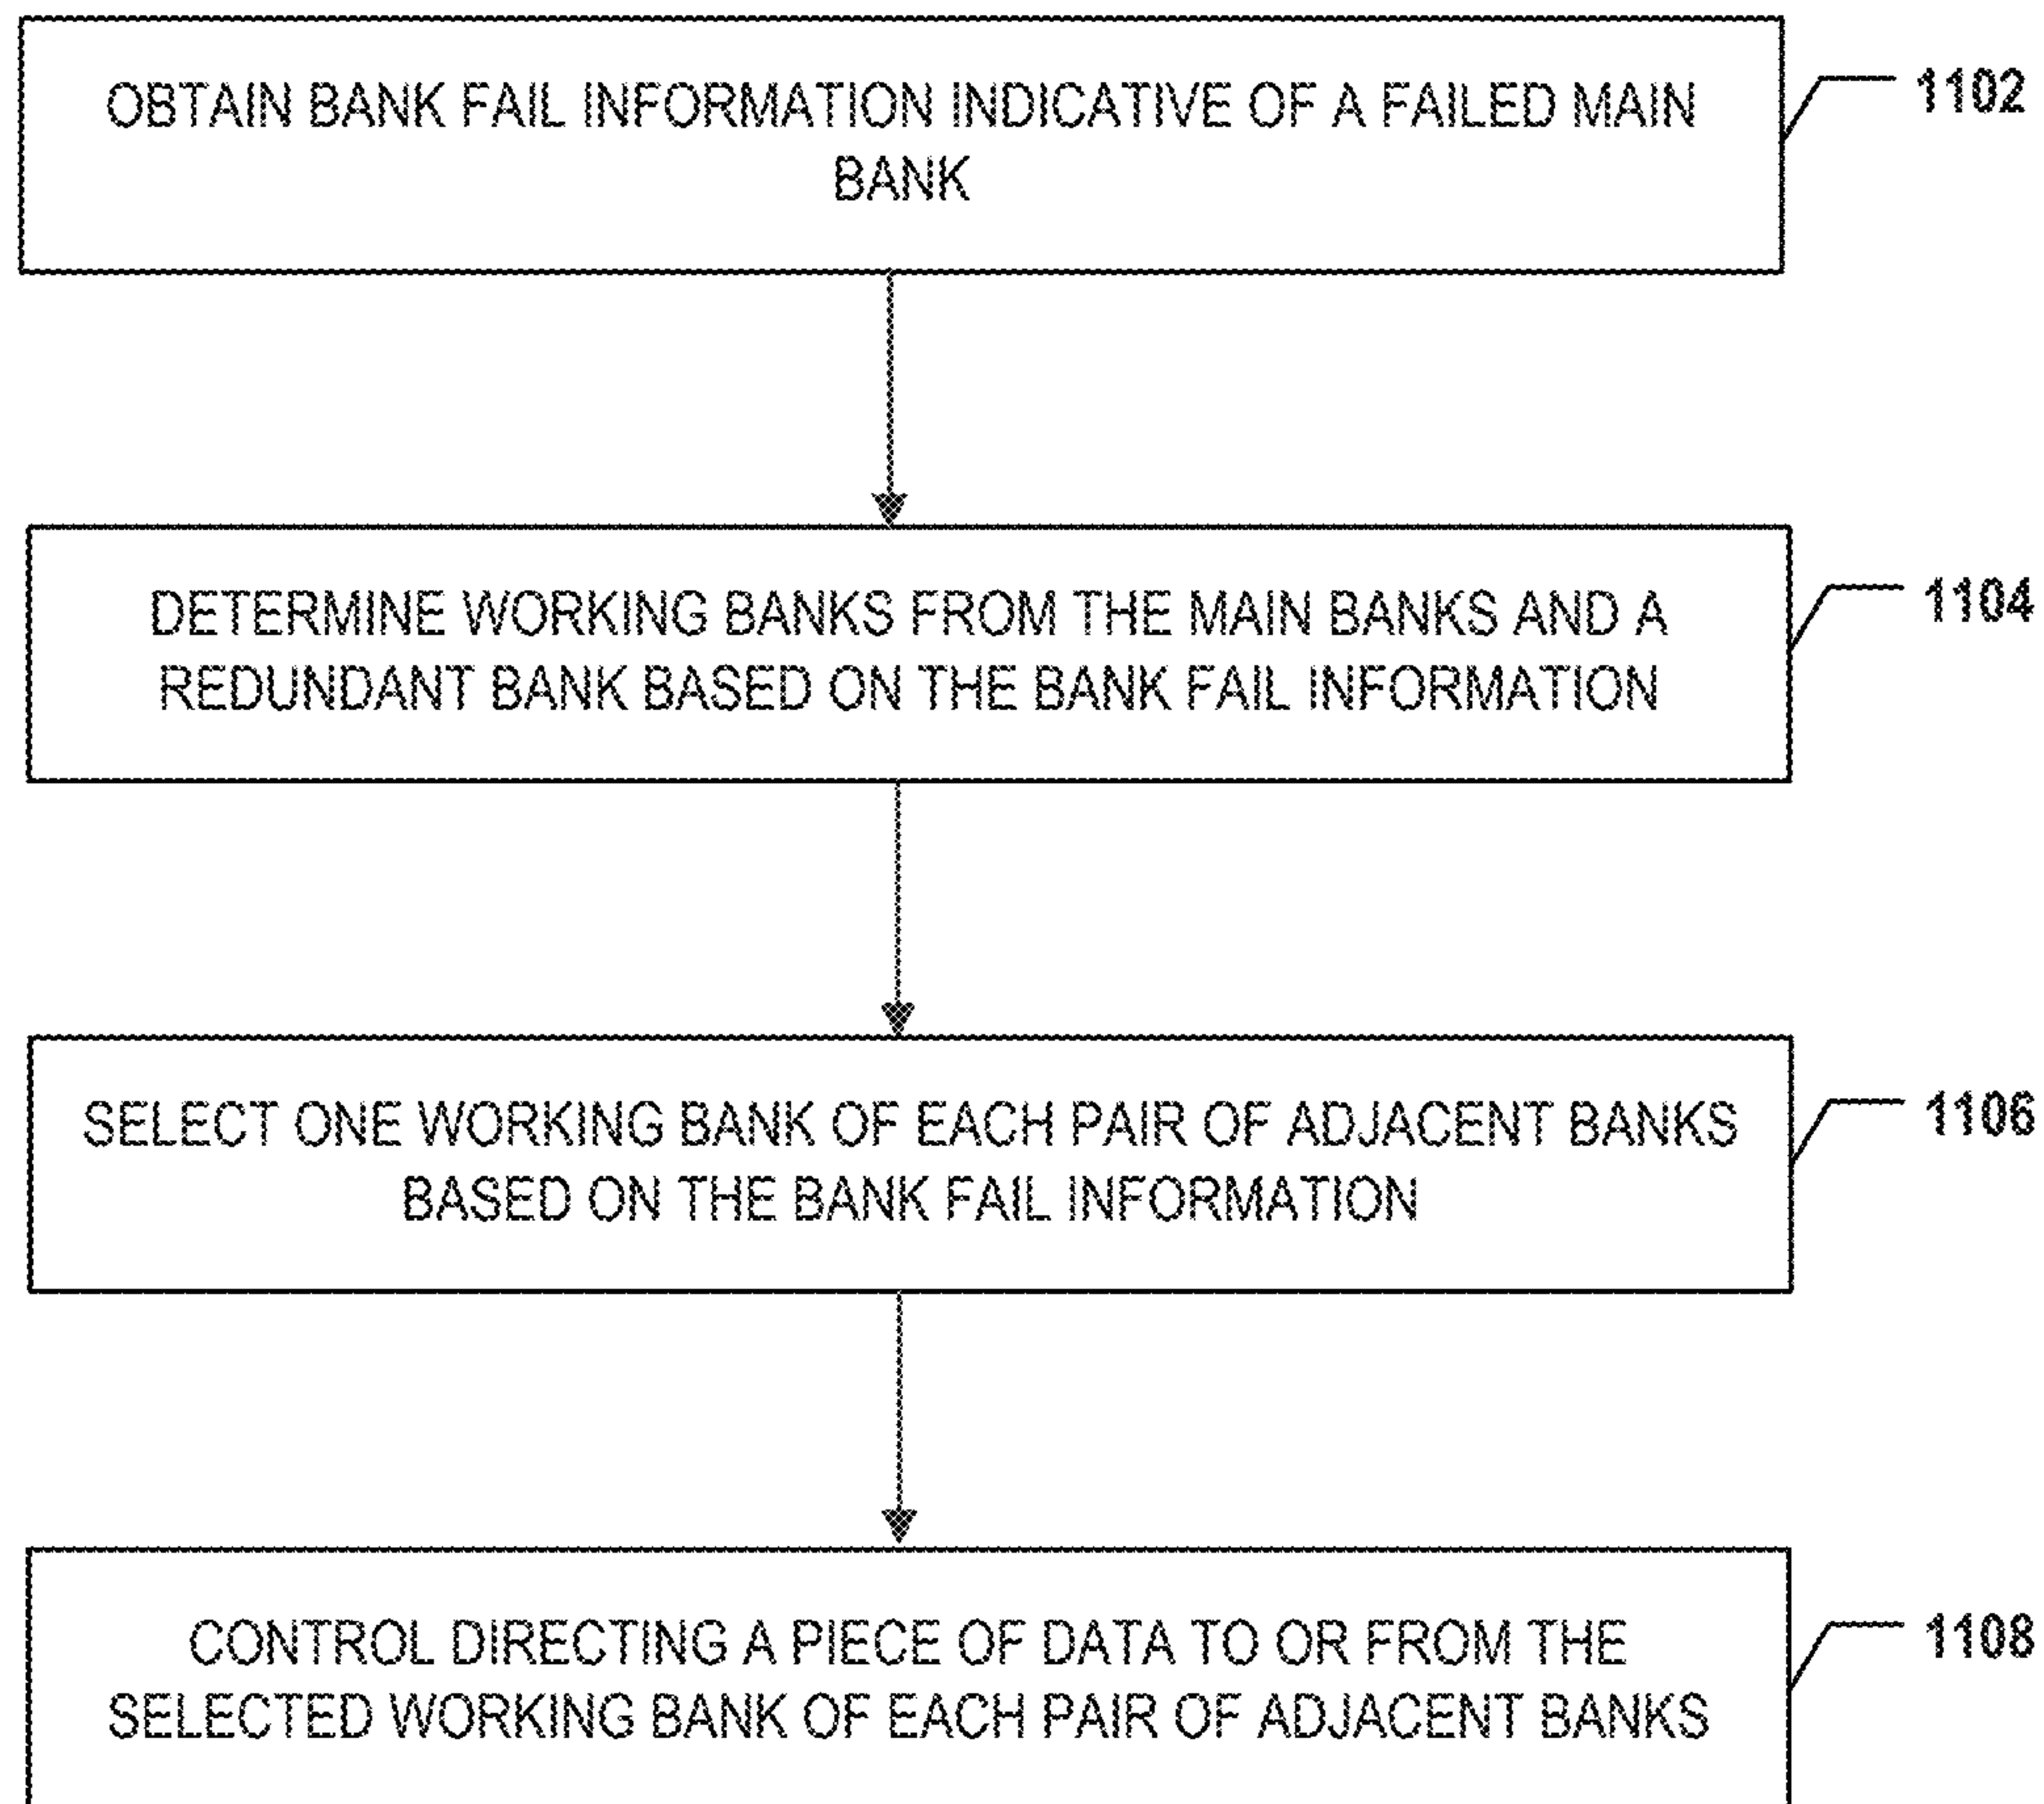 OBTAIN BANK FAIL INFORMATION INDICATIVE OF A FAILED MAIN
BANK
1102
DETERMINE WORKING BANKS FROM THE MAIN BANKS AND A
REDUNDANT BANK BASED ON THE BANK FAIL INFORMATION
1104
SELECT ONE WORKING BANK OF EACH PAIR OF ADJACENT BANKS
BASED ON THE BANK FAIL INFORMATION
1106
CONTROL DIRECTING A PIECE OF DATA TO OR FROM THE
SELECTED WORKING BANK OF EACH PAIR OF ADJACENT BANKS
1108